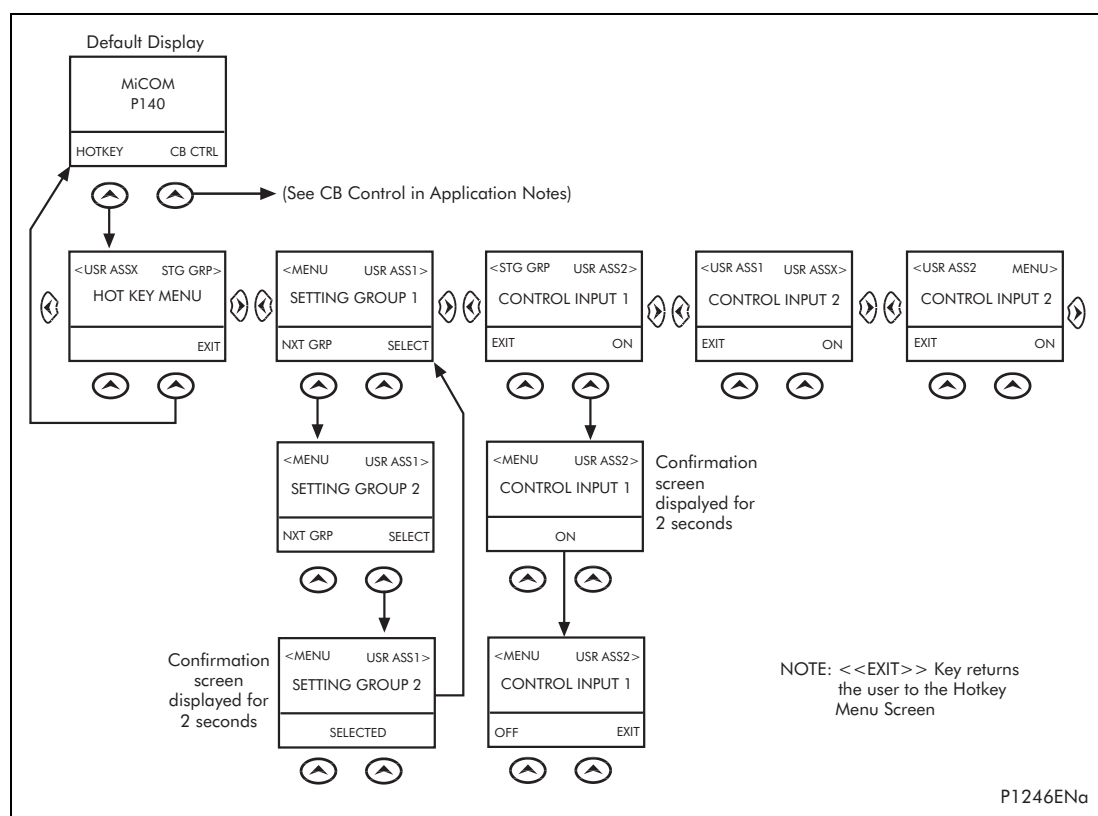 Default Display
MiCOM
P140
HOTKEY CB CTRL
(See CB Control in Application Notes)
<USR ASSX STG GRP>
HOT KEY MENU
EXIT
<MENU USR ASS1>
SETTING GROUP 1
NXT GRP SELECT
<STG GRP USR ASS2>
CONTROL INPUT 1
EXIT ON
<USR ASS1 USR ASSX>
CONTROL INPUT 2
EXIT ON
<USR ASS2 MENU>
CONTROL INPUT 2
EXIT ON
<MENU USR ASS1>
SETTING GROUP 2
NXT GRP SELECT
<MENU USR ASS2>
CONTROL INPUT 1
ON
Confirmation
screen
dispalyed for
2 seconds
Confirmation
screen
displayed for
2 seconds
<MENU USR ASS1>
SETTING GROUP 2
SELECTED
<MENU USR ASS2>
CONTROL INPUT 1
OFF EXIT
NOTE: <<EXIT>> Key returns
the user to the Hotkey
Menu Screen
P1246ENa